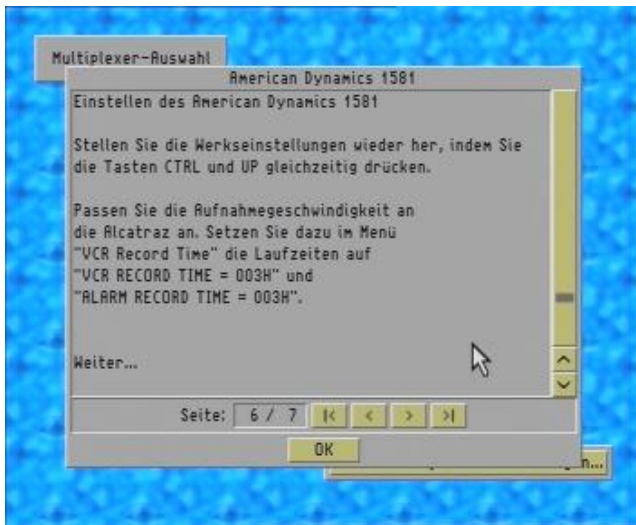 Multiplexer-Auswahl
American Dynamics 1581
Einstellen des American Dynamics 1581
Stellen Sie die Werkseinstellungen wieder her, indem Sie
die Tasten CTRL und UP gleichzeitig drücken.
Passen Sie die Aufnahmegeschwindigkeit an
die Alcatraz an. Setzen Sie dazu im Menü
"VCR Record Time" die Laufzeiten auf
"VCR RECORD TIME = 003H" und
"ALARM RECORD TIME = 003H".
Weiter...
Seite: 6 / 7 |< < > >|
OK